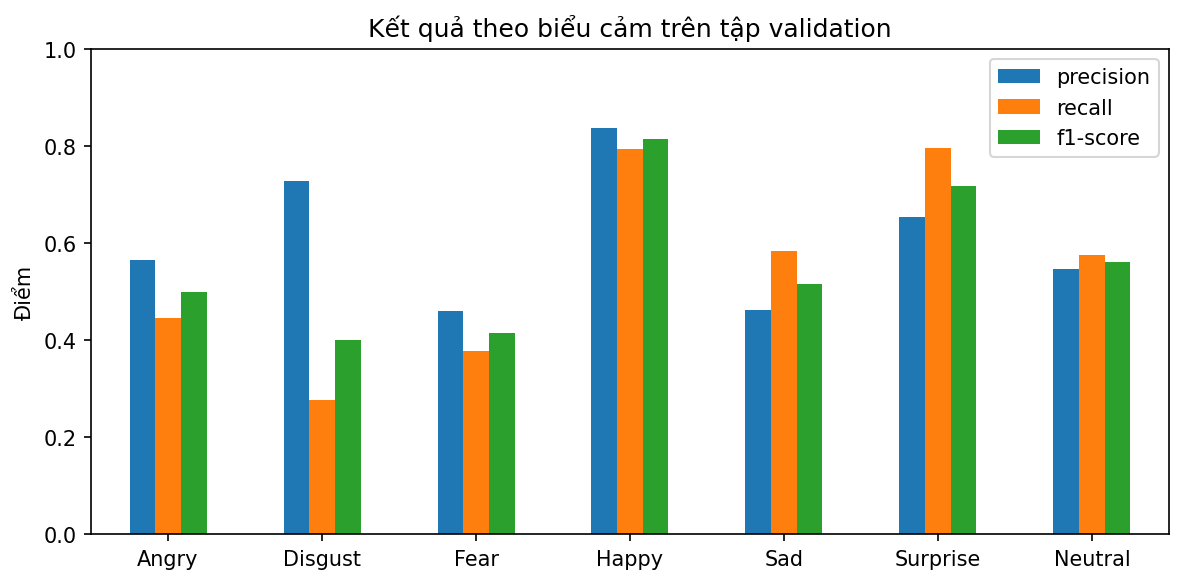 Kết quả theo biểu cảm trên tập validation
precision
recall
f1-score
Điểm
1.0
0.8
0.6
0.4
0.2
0.0
Angry Disgust Fear Happy Sad Surprise Neutral